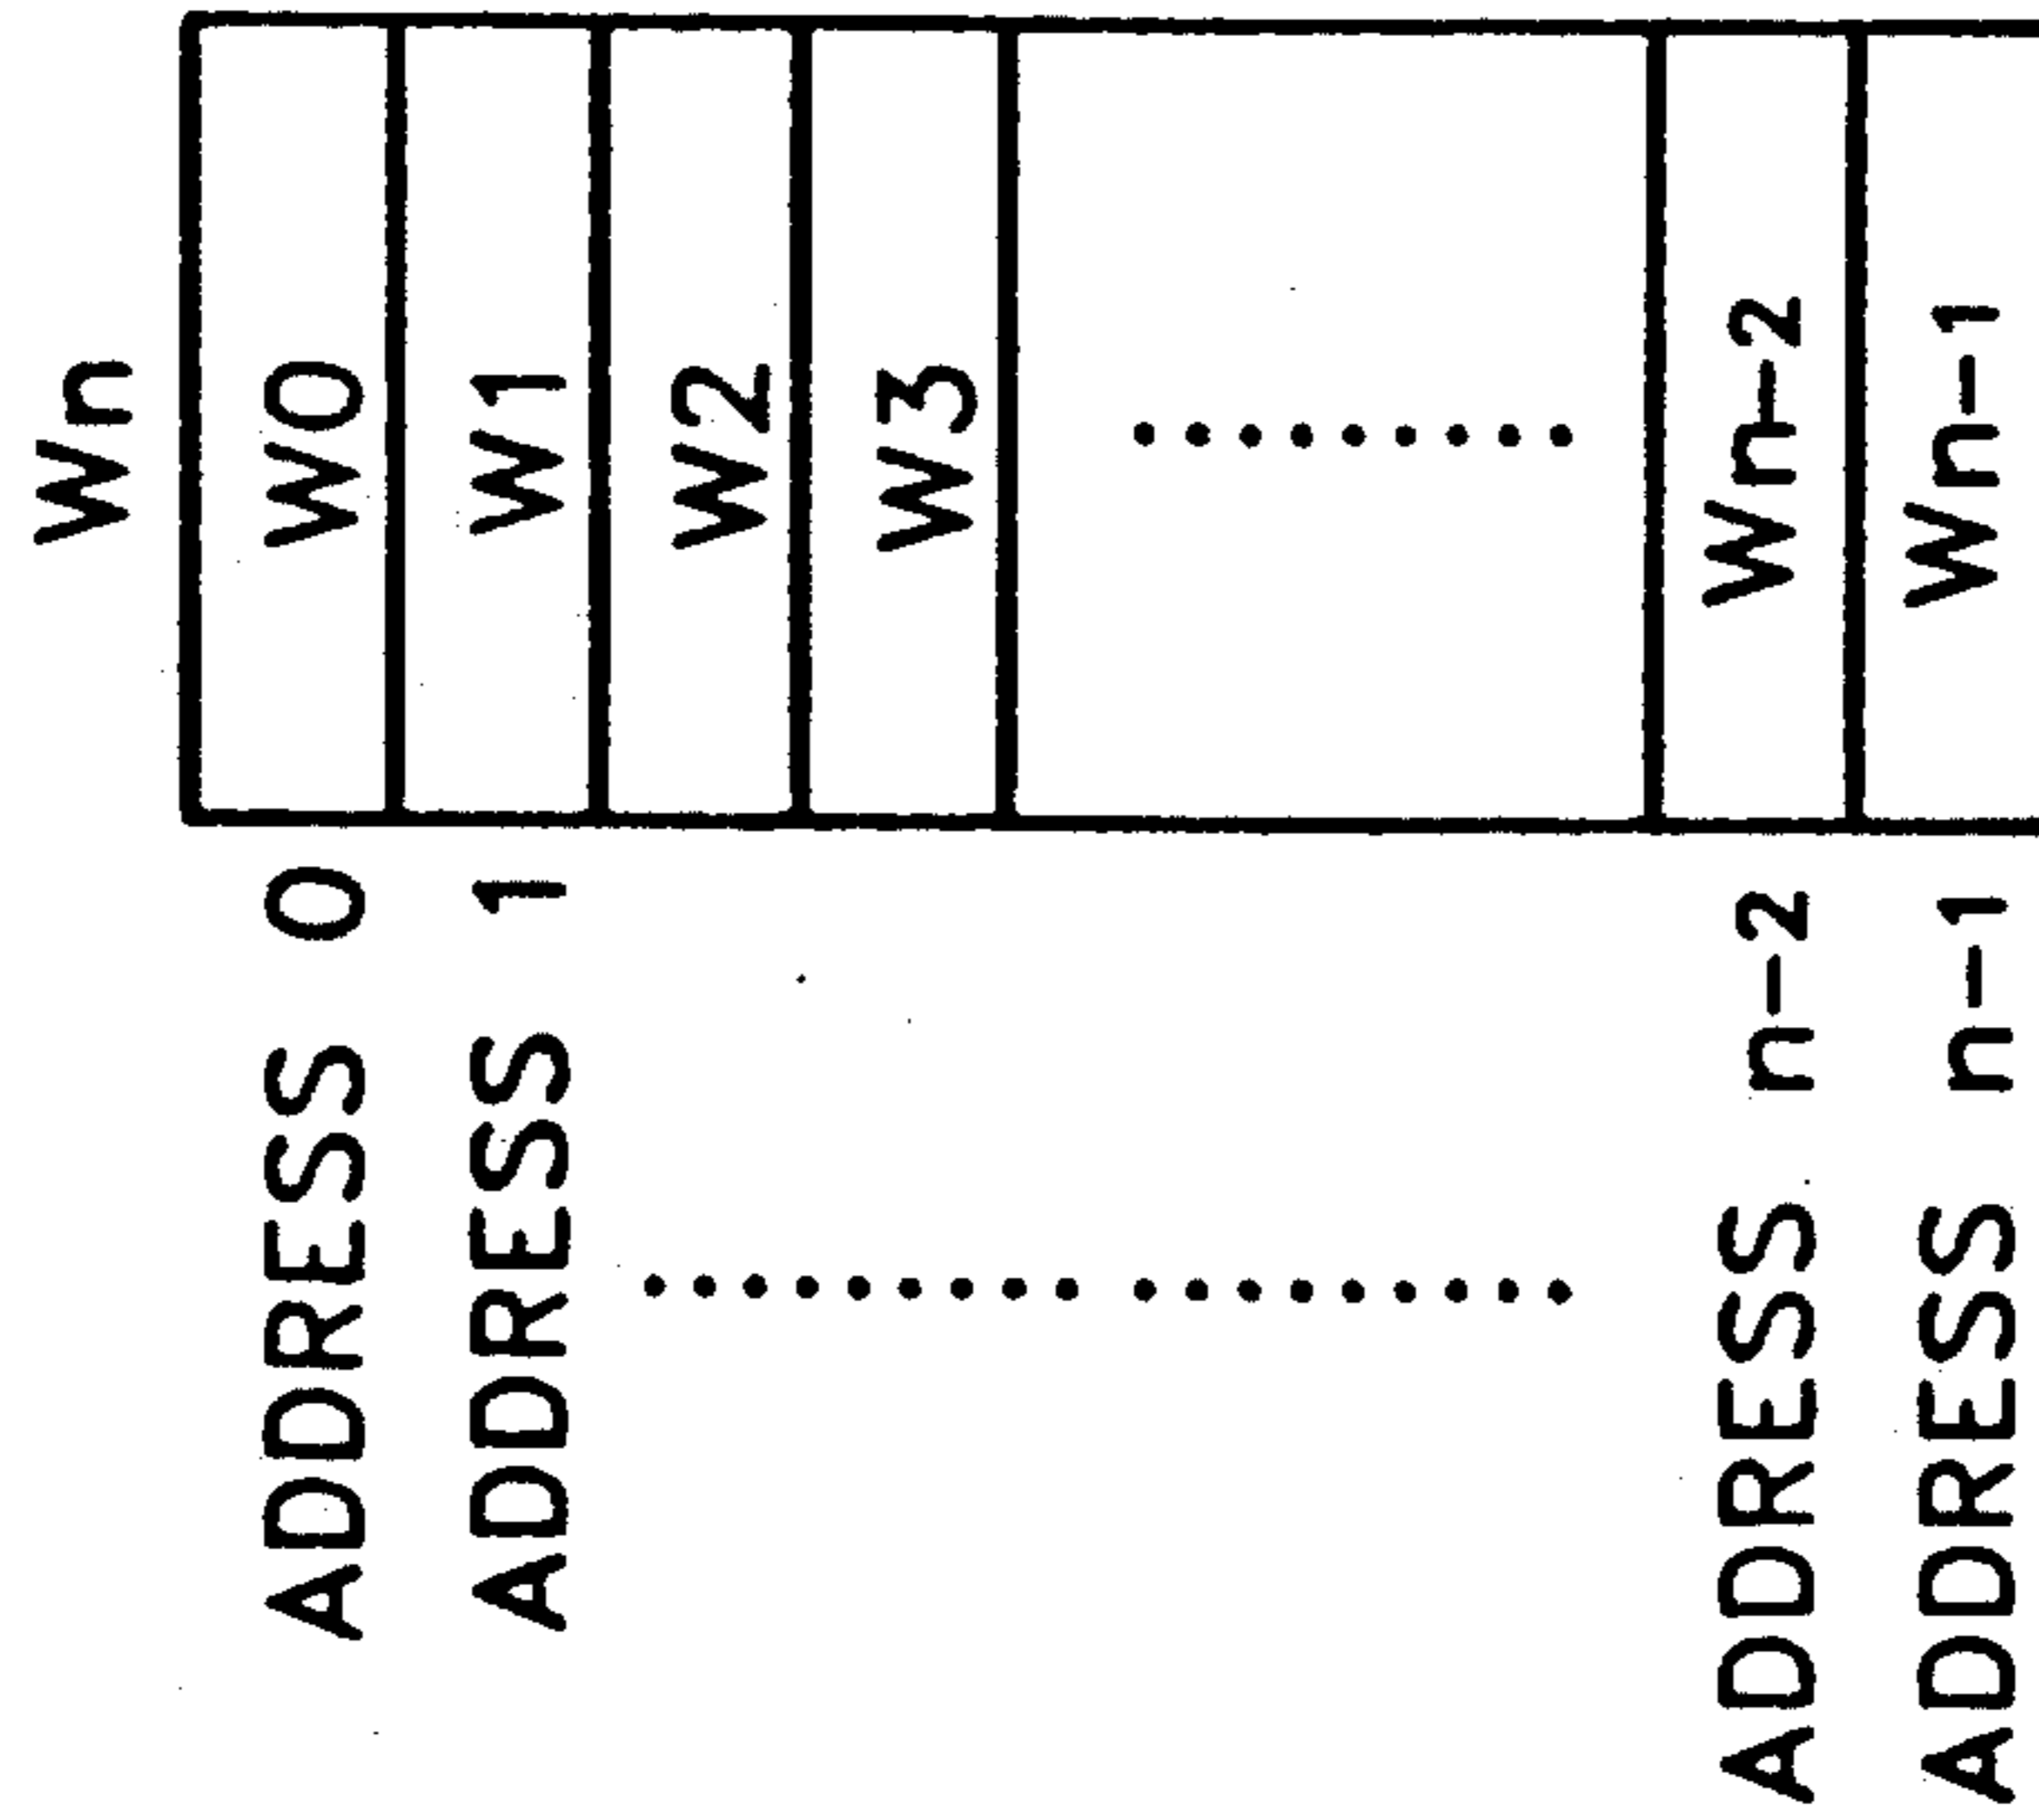 Wn
ADDRESS 0 W0
ADDRESS 1 W1
W2
W3
ADDRESS n-2 Wn-2
ADDRESS n-1 Wn-1